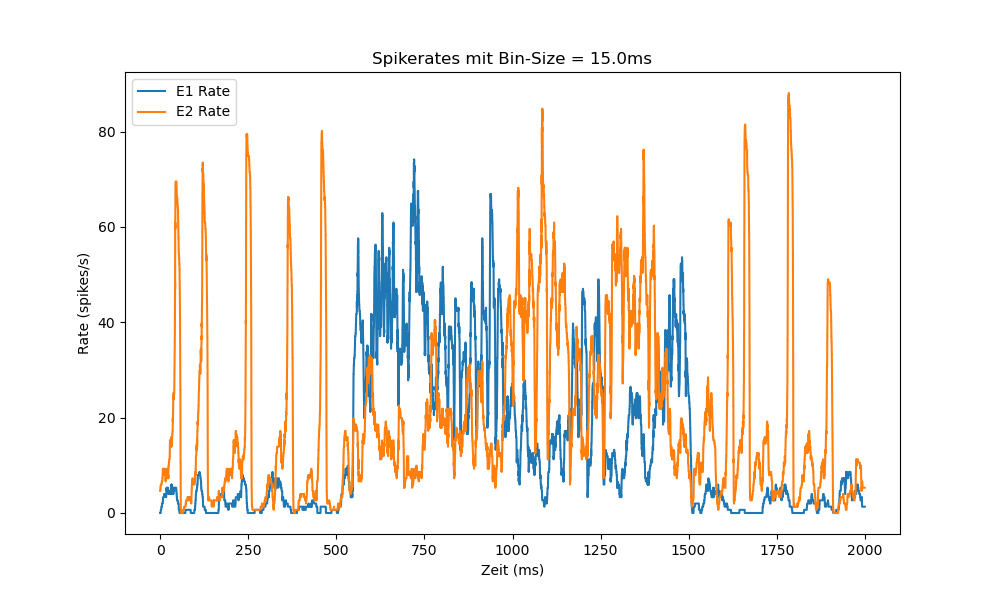 Spikerates mit Bin-Size = 15.0ms
E1 Rate
E2 Rate
80
60
40
20
0
Rate (spikes/s)
0 250 500 750 1000 1250 1500 1750 2000
Zeit (ms)